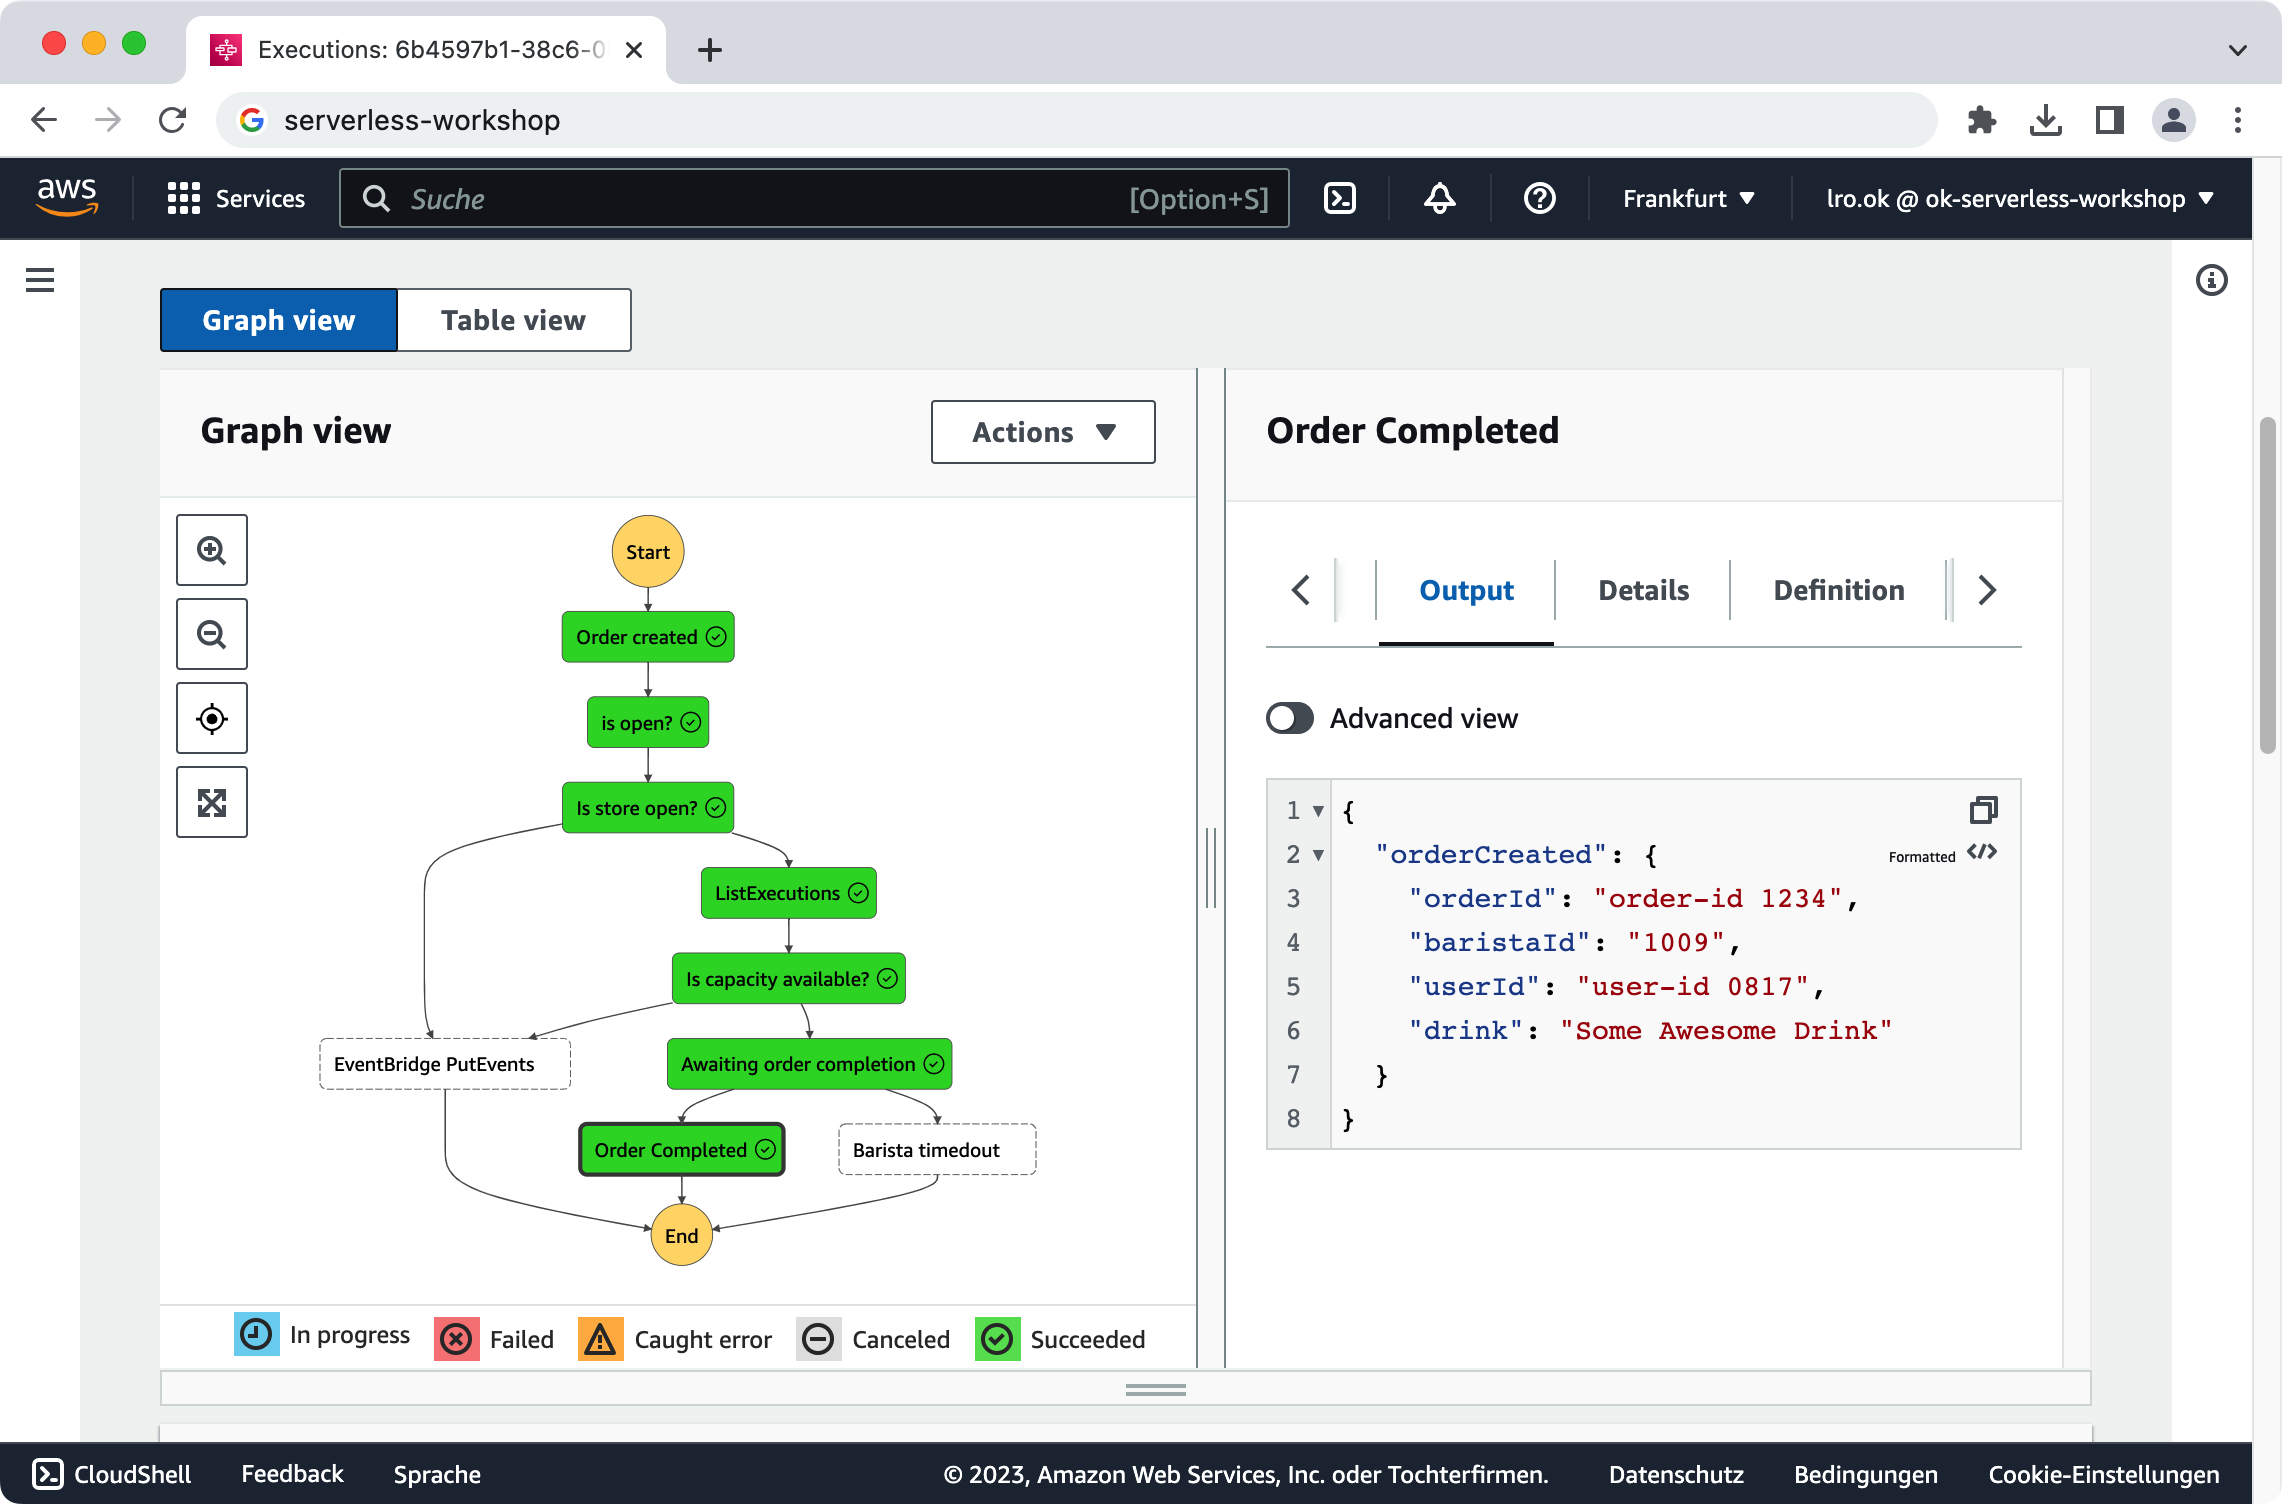 Executions: 6b4597b1-38c6-0
serverless-workshop
aws
Services
Suche
[Option+S]
Frankfurt
lro.ok @ ok-serverless-workshop
Graph view
Table view
Graph view
Actions
Start
Order created
is open?
Is store open?
ListExecutions
Is capacity available?
EventBridge PutEvents
Awaiting order completion
Order Completed
Barista timedout
End
In progress
Failed
Caught error
Canceled
Succeeded
Order Completed
Output
Details
Definition
Advanced view
1 {
2 "orderCreated": {
Formatted </>
3 "orderId": "order-id 1234",
4 "baristaId": "1009",
5 "userId": "user-id 0817",
6 "drink": "Some Awesome Drink"
7 }
8 }
CloudShell
Feedback
Sprache
© 2023, Amazon Web Services, Inc. oder Tochterfirmen.
Datenschutz
Bedingungen
Cookie-Einstellungen